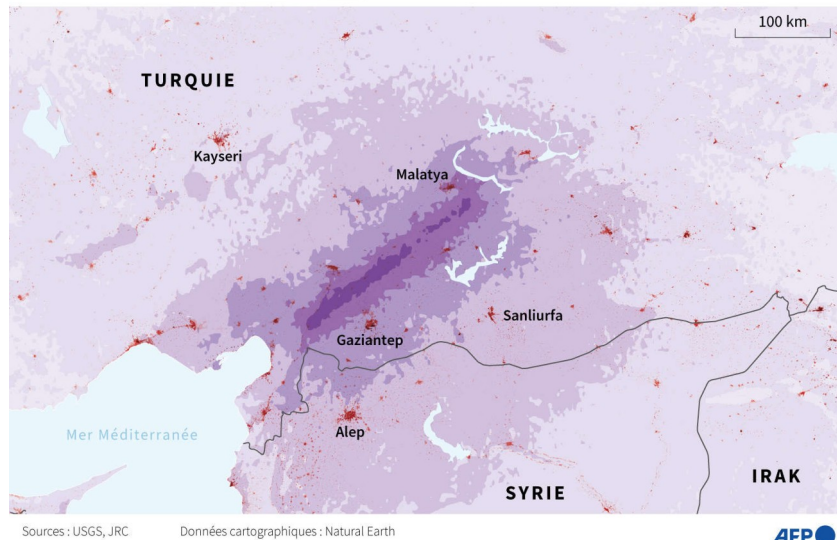 100 km
TURQUIE
Kayseri
Malatya
Sanliurfa
Gaziantep
Mer Méditerranée
Alep
SYRIE
IRAK
Sources : USGS, JRC Données cartographiques : Natural Earth
AFP